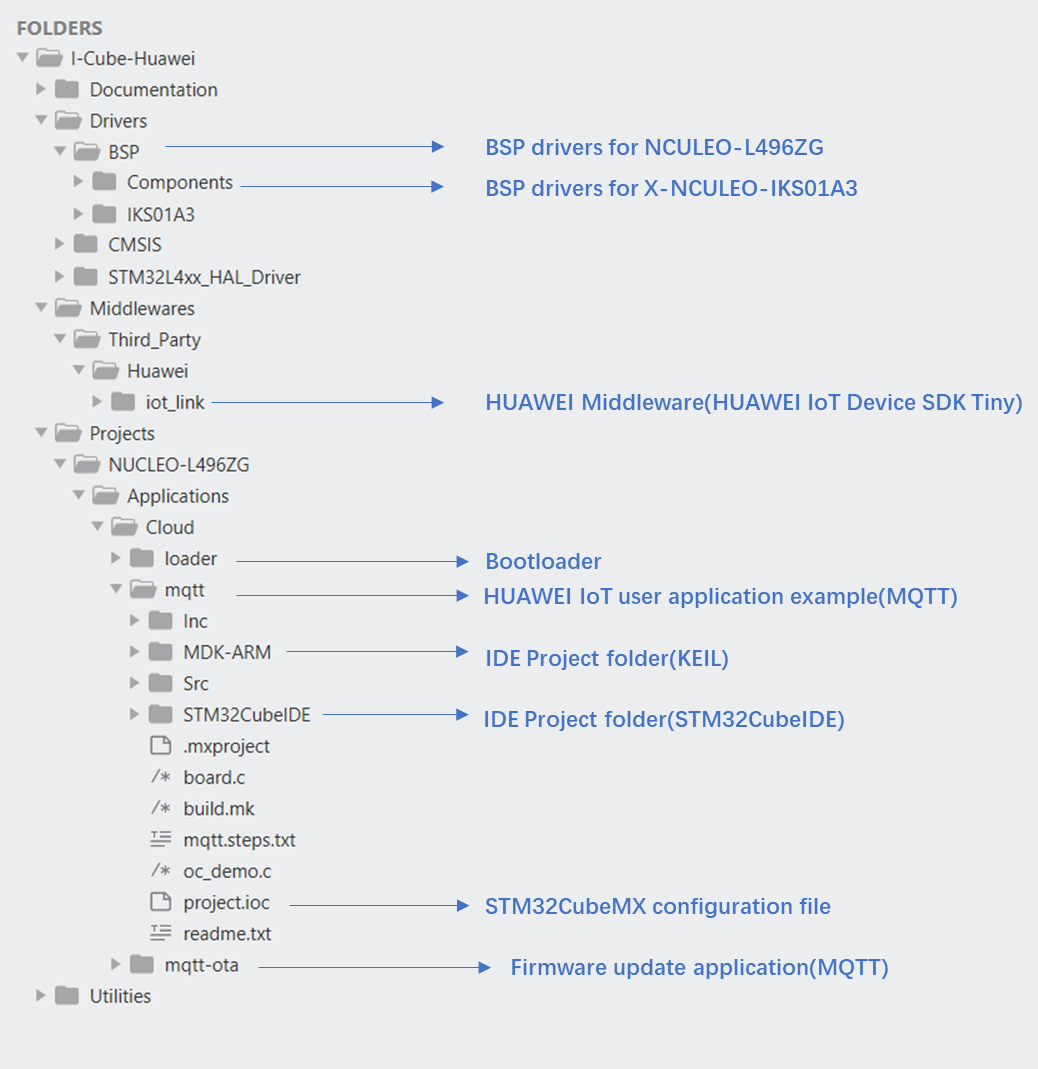 FOLDERS
I-Cube-Huawei
Documentation
Drivers
BSP
BSP drivers for NCULEO-L496ZG
Components
BSP drivers for X-NCULEO-IKS01A3
IKS01A3
CMSIS
STM32L4xx_HAL_Driver
Middlewares
Third_Party
Huawei
iot_link
HUAWEI Middleware(HUAWEI IoT Device SDK Tiny)
Projects
NUCLEO-L496ZG
Applications
Cloud
loader
Bootloader
mqtt
HUAWEI IoT user application example(MQTT)
Inc
MDK-ARM
IDE Project folder(KEIL)
Src
STM32CubeIDE
IDE Project folder(STM32CubeIDE)
.mxproject
/* board.c
/* build.mk
mqtt.steps.txt
/* oc_demo.c
project.ioc
STM32CubeMX configuration file
readme.txt
mqtt-ota
Firmware update application(MQTT)
Utilities